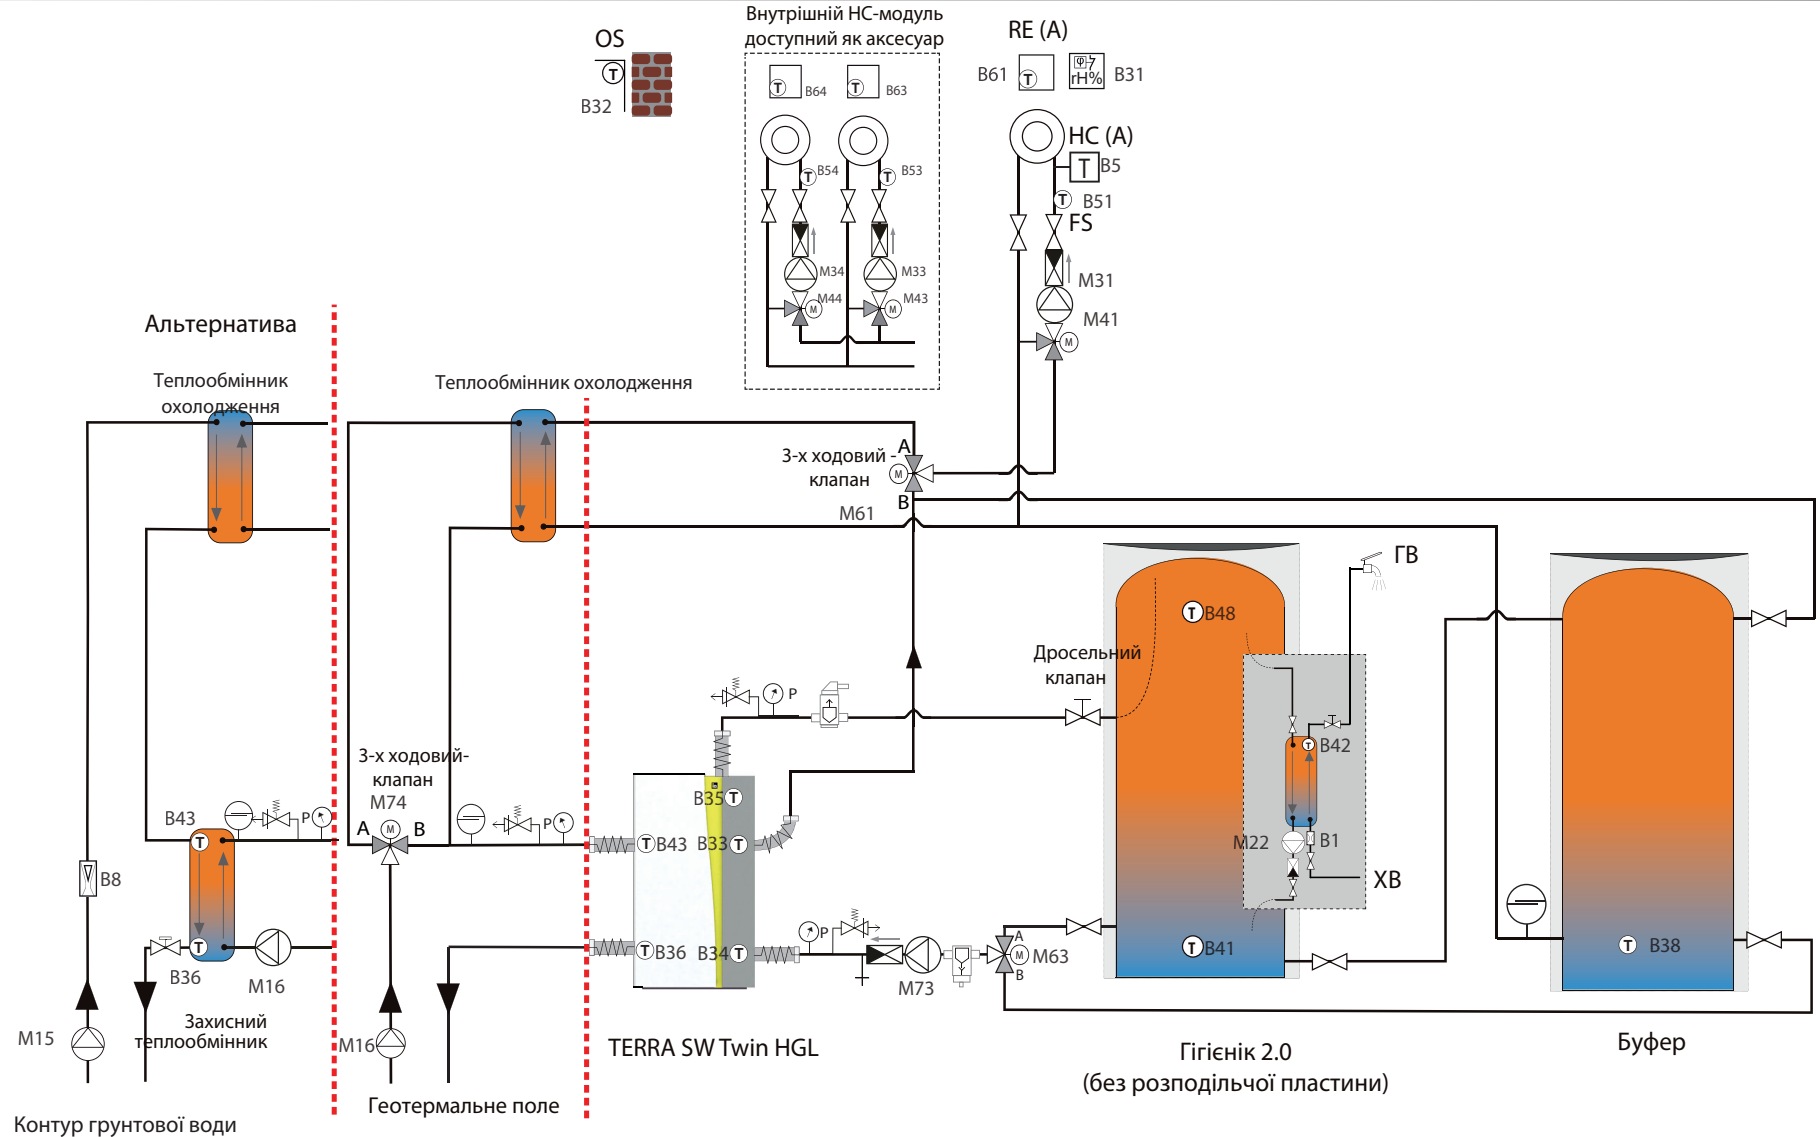 Внутрішній НС-модуль
доступний як аксесуар
OS
T
B32
T
B64
T
B63
RE (A)
B61
T
φ
rH%
B31
HC (A)
T
B5
T
B54
T
B53
T
B51
FS
M34
M33
M44
M
M43
M
M31
M41
M
Альтернатива
Теплообмінник
охолодження
Теплообмінник охолодження
3-х ходовий -
клапан
A
M
B
M61
ГВ
T
B48
Дросельний
клапан
P
T
B42
3-х ходовий-
клапан
M74
A
M
B
B35
T
B43
T
P
P
T
B43
B33
T
M22
B1
ХВ
B8
T
B36
M16
T
B36
B34
T
P
M73
A
M
B
M63
T
B41
T
B38
M15
Захисний
теплообмінник
M16
TERRA SW Twin HGL
Гігієнік 2.0
(без розподільчої пластини)
Буфер
Геотермальне поле
Контур грунтової води